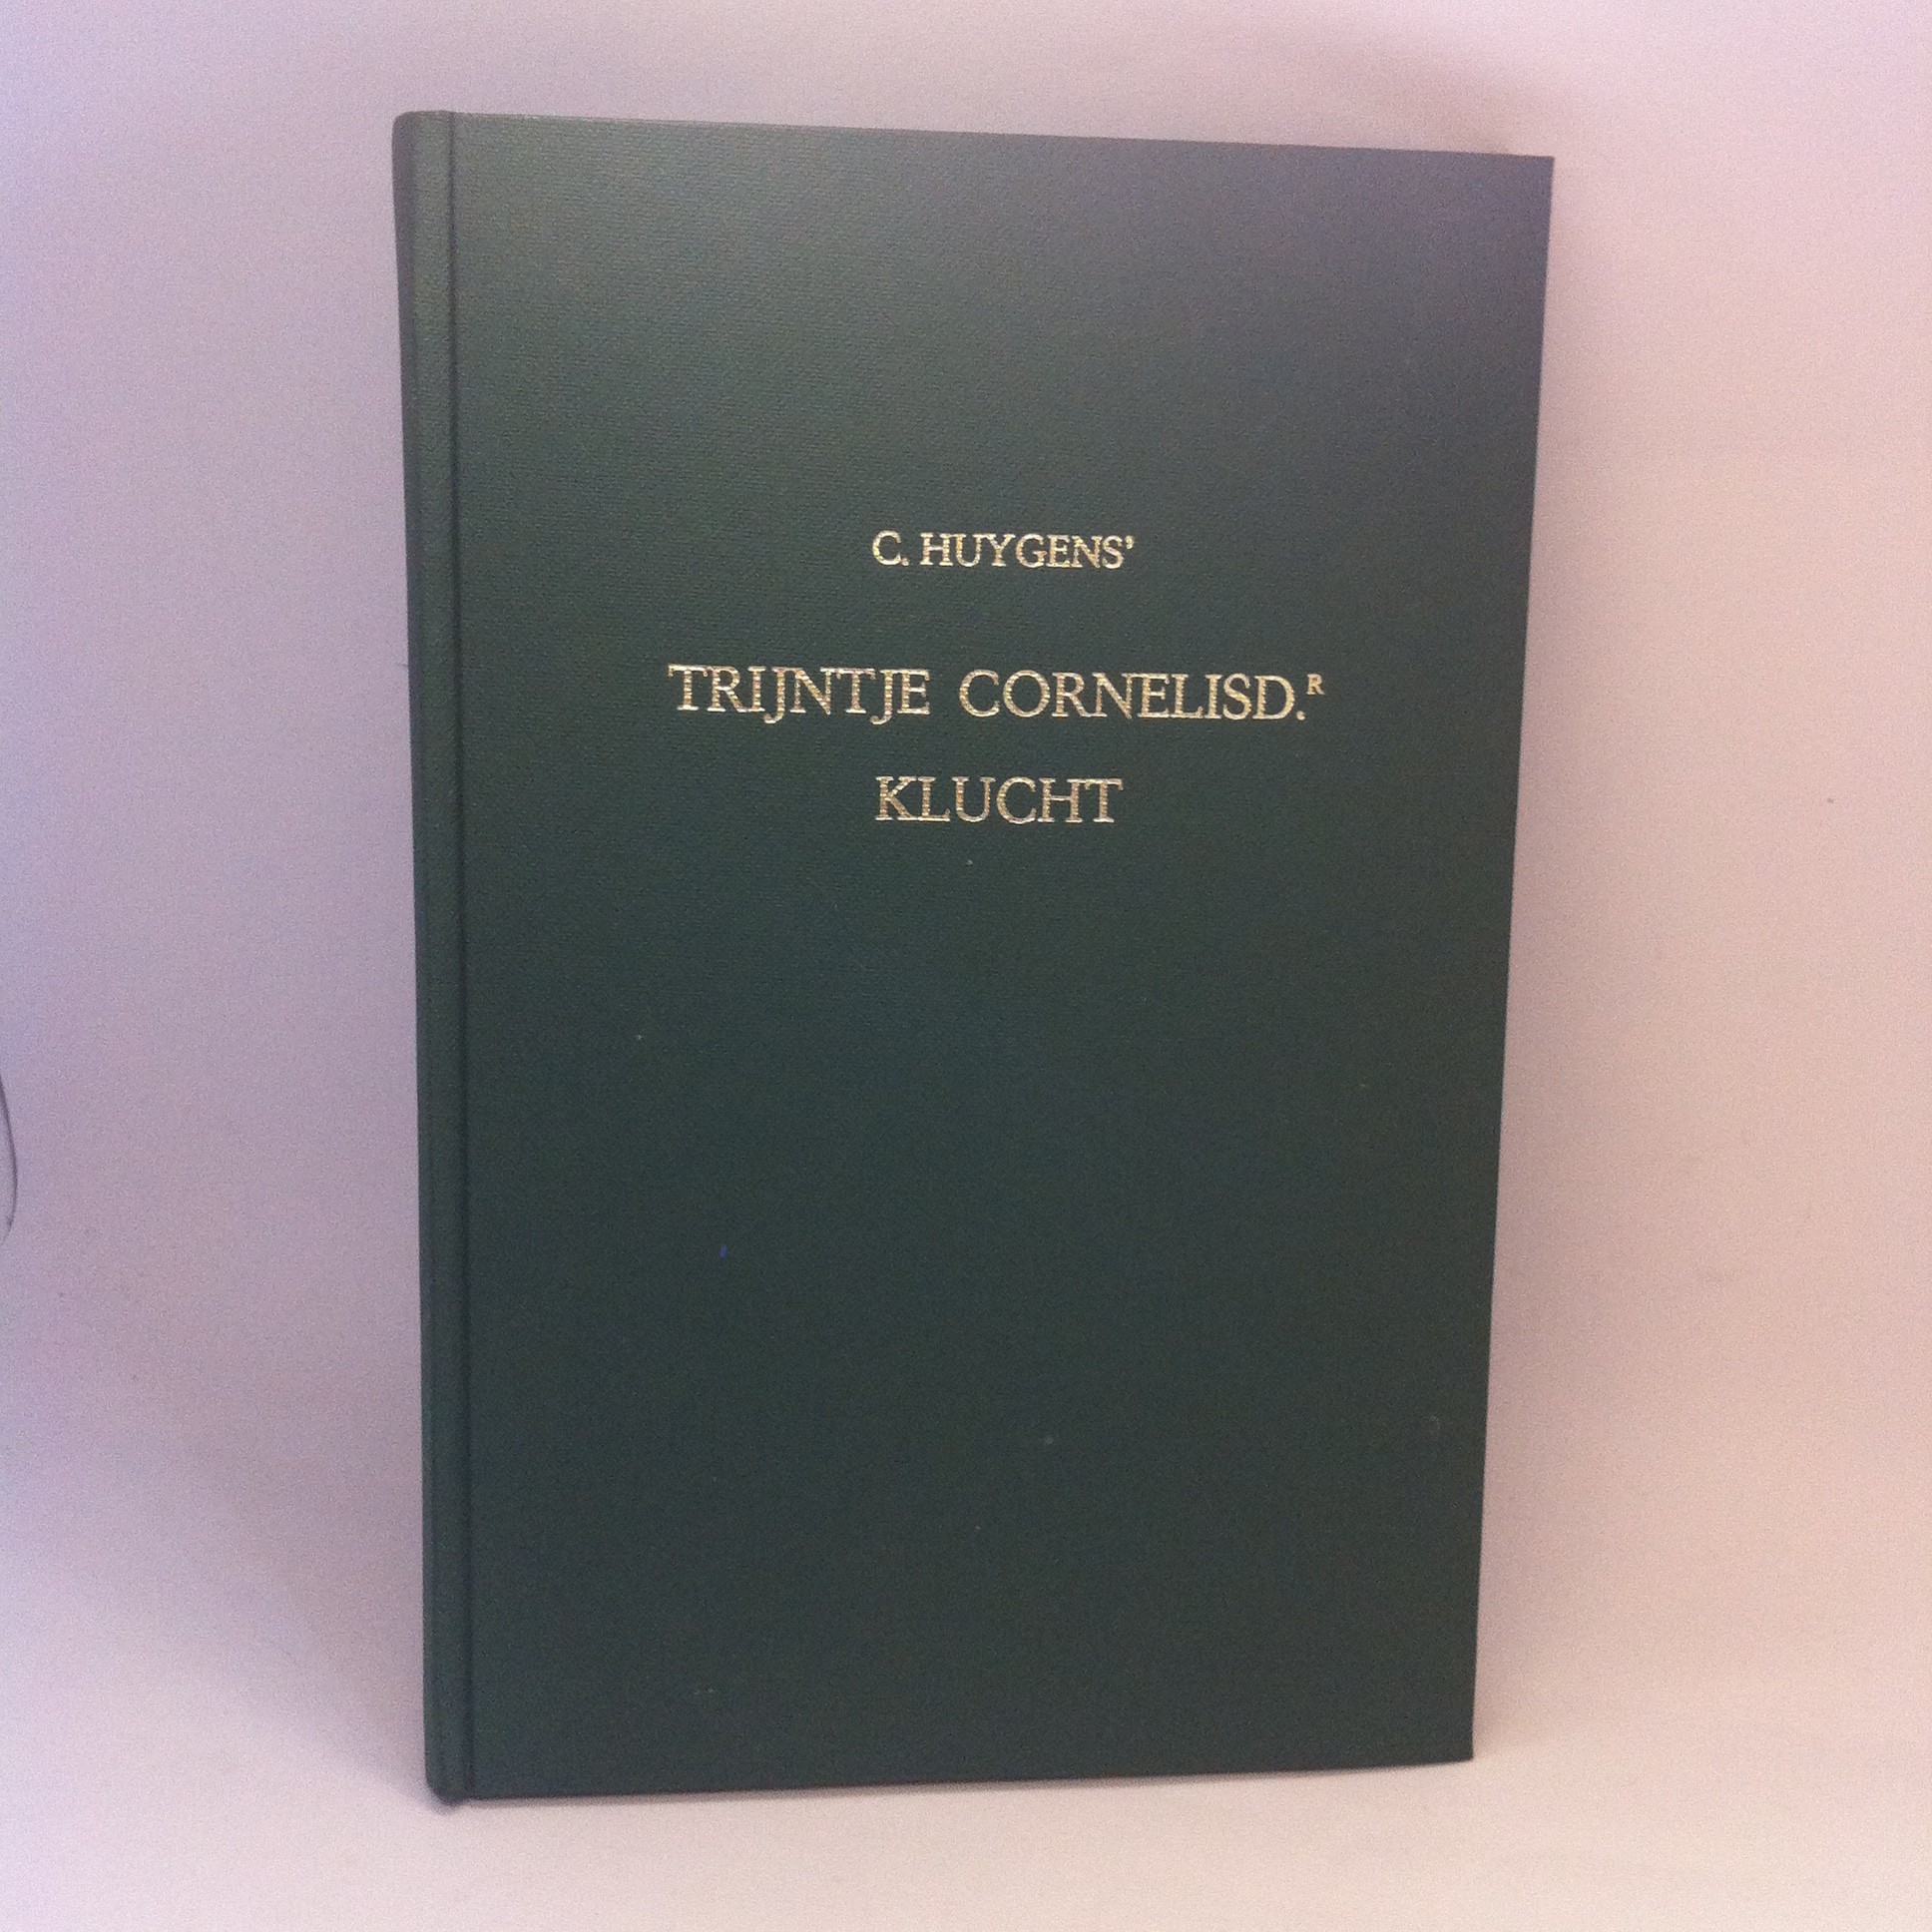 C. HUYGENS'
TRIJNTJE CORNELISD.ᴿ
KLUCHT